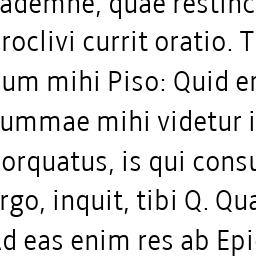 ademne, quae restinc
roclivi currit oratio. T
um mihi Piso: Quid er
ummae mihi videtur i
orquatus, is qui consu
rgo, inquit, tibi Q. Qua
d eas enim res ab Epi